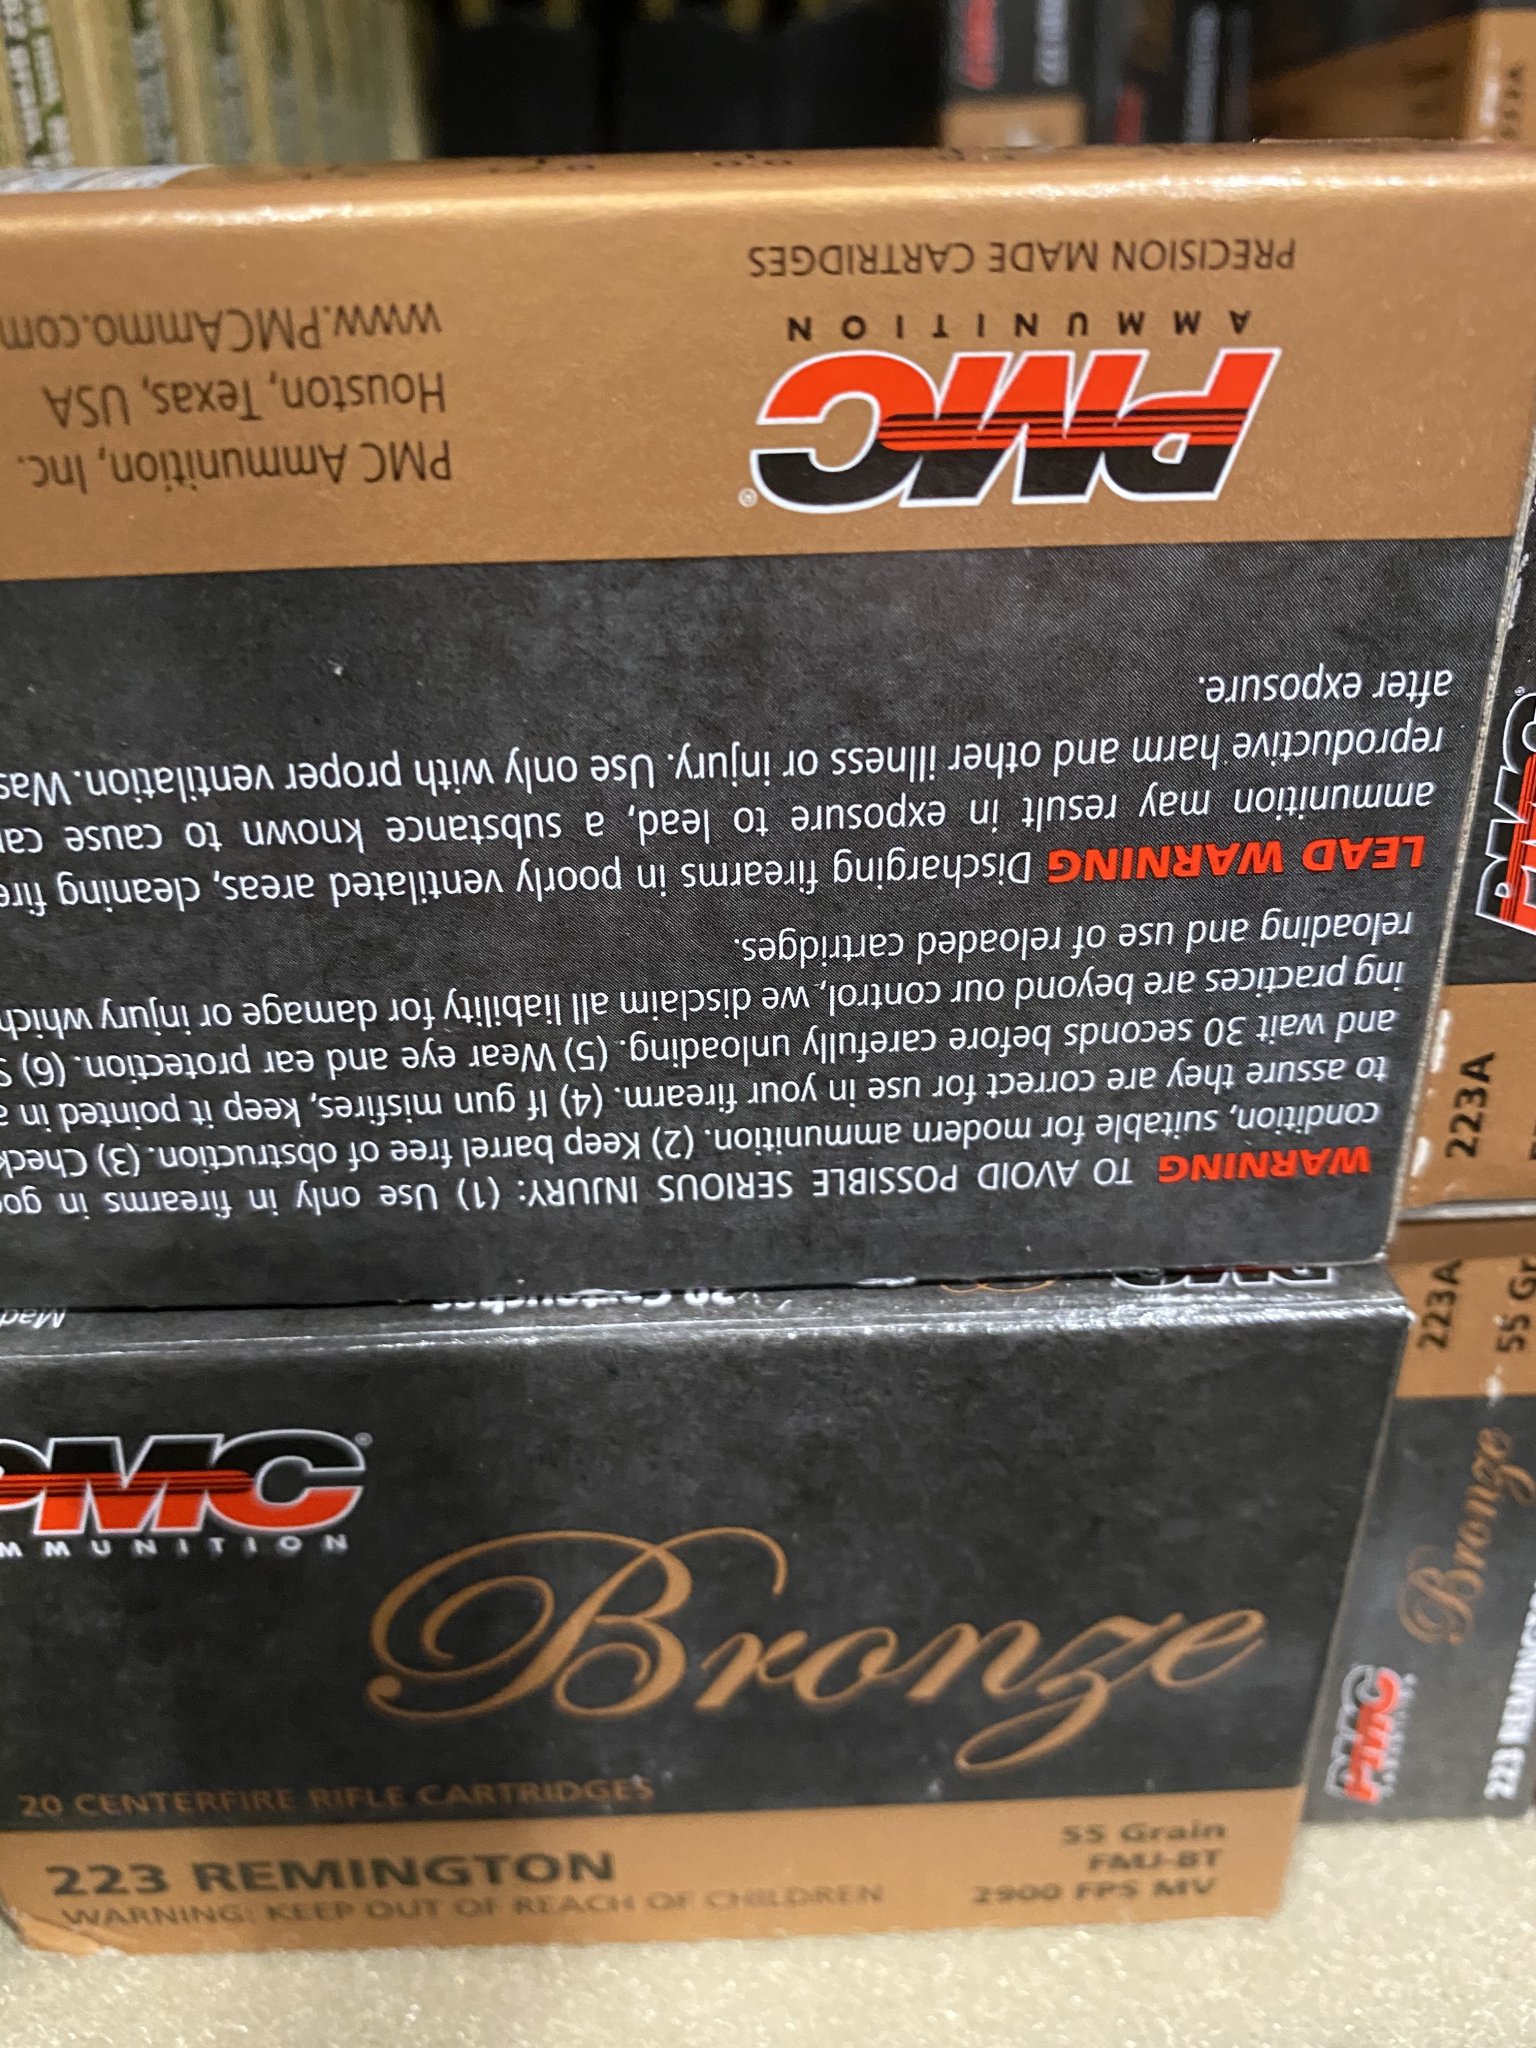 PRECISION MADE CARTRIDGES
AMMUNITION
PMC®
www.PMCAmmo.com
Houston, Texas, USA
PMC Ammunition, Inc.
WARNING TO AVOID POSSIBLE SERIOUS INJURY: (1) Use only in firearms in
condition, suitable for modern ammunition. (2) Keep barrel free of obstruction. (3) Check
to assure they are correct for use in your firearm. (4) If gun misfires, keep it pointed in a
and wait 30 seconds before carefully unloading. (5) Wear eye and ear protection. (6) S
ing practices are beyond our control, we disclaim all liability for damage or injury which
reloading and use of reloaded cartridges.
LEAD WARNING Discharging firearms in poorly ventilated areas, cleaning fire
ammunition may result in exposure to lead, a substance known to cause
reproductive harm and other illness or injury. Use only with proper ventilation. Was
after exposure.
PMC®
AMMUNITION
Bronze
20 CENTERFIRE RIFLE CARTRIDGES
223 REMINGTON
WARNING: KEEP OUT OF REACH OF CHILDREN
55 Grain
FMJ-BT
2900 FPS MV
PMC
223A
223A
55 Gr
Bronze
PMC
223 REMINGTON